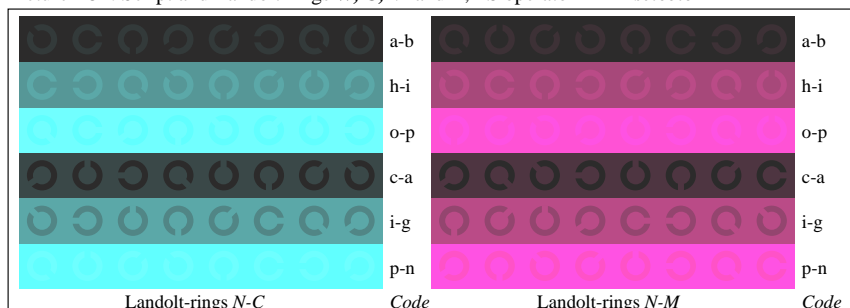 a-b a-b
h-i h-i
o-p o-p
c-a c-a
i-g i-g
p-n p-n
Landolt-rings N-C Code Landolt-rings N-M Code